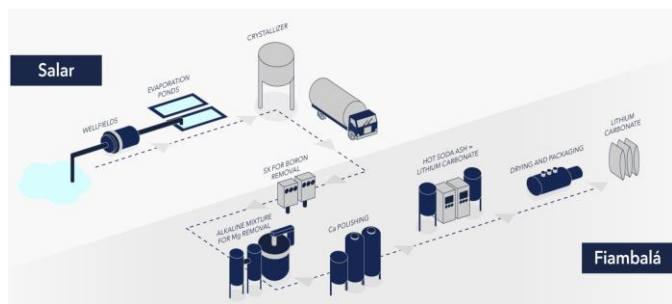 Salar
CRYSTALLIZER
EVAPORATION
PONDS
WELLFIELDS
SX FOR BORON
REMOVAL
ALKALINE MIXTURE
FOR Mg REMOVAL
Ca POLISHING
HOT SODA ASH =
LITHIUM CARBONATE
DRYING AND PACKAGING
LITHIUM
CARBONATE
Fiambalá